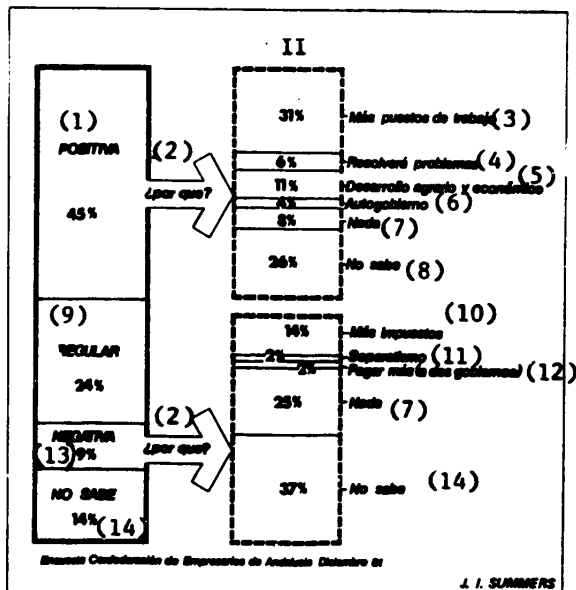 II
(1)
POSITIVA
45%
(2)
¿por que?
31%
Más puestos de trabajo (3)
6%
Resolverá problemas (4)
11%
Desarrollo agrario y económico (5)
4%
Autogobierno (6)
8%
Nada (7)
26%
No sabe (8)
(9)
REGULAR
24%
NEGATIVA
(13) 9%
(2)
¿por que?
NO SABE
14% (14)
14%
Más impuestos (10)
2%
Separatismo (11)
2%
Pagar más (a dos gobiernos) (12)
25%
Nada (7)
37%
No sabe (14)
Encuesta Confederación de Empresarios de Andalucía Diciembre 81
J. I. SUMMERS